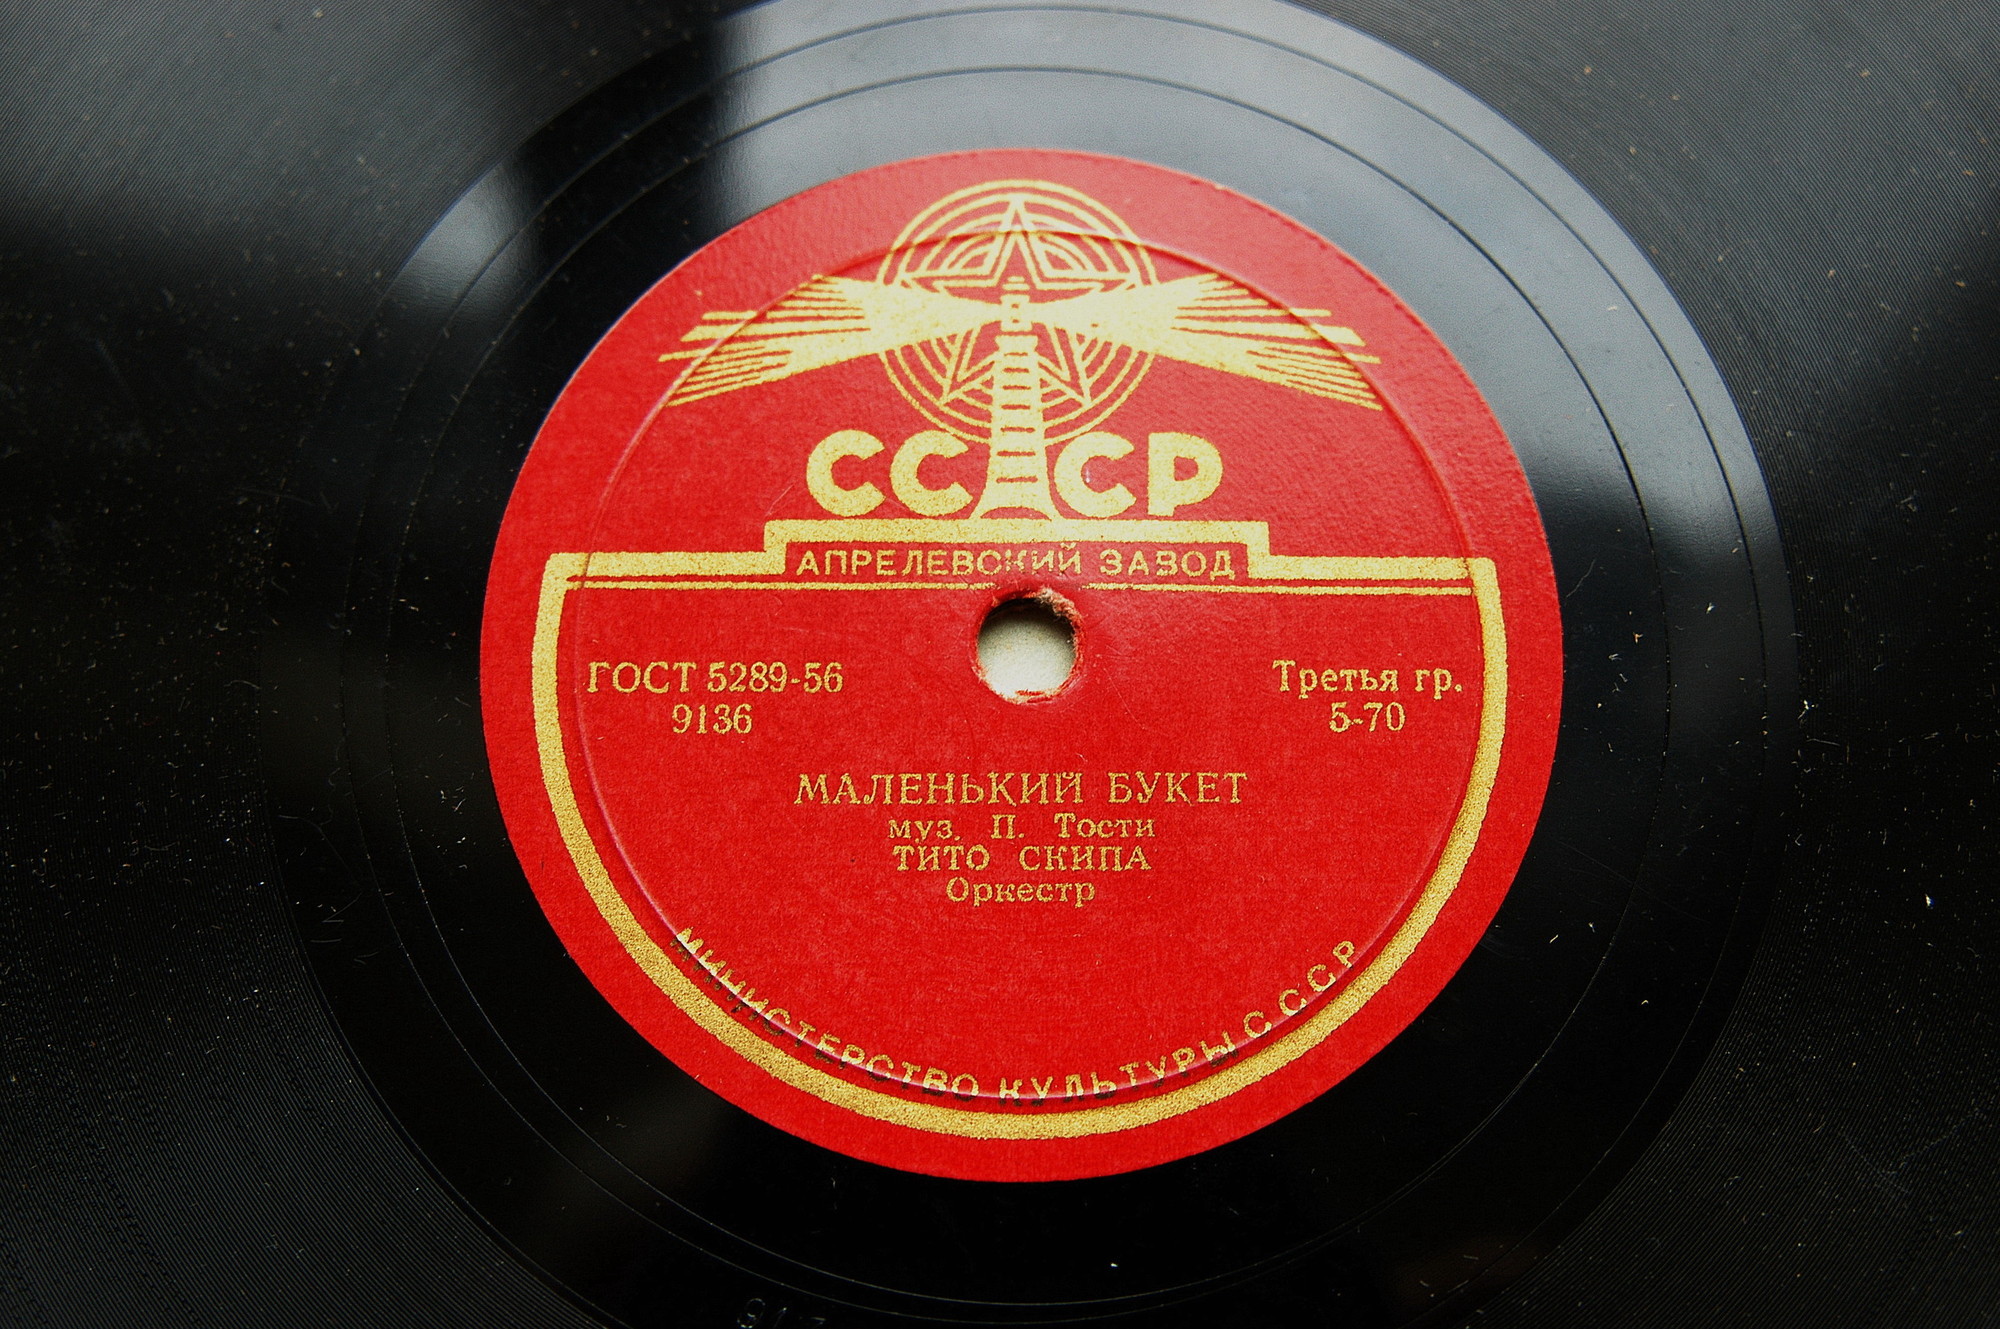 СССР
АПРЕЛЕВСКИЙ ЗАВОД
ГОСТ 5289-56
9136
Третья гр.
5-70
МАЛЕНЬКИЙ БУКЕТ
муз. П. Тости
ТИТО СКИПА
Оркестр
МИНИСТЕРСТВО КУЛЬТУРЫ СССР